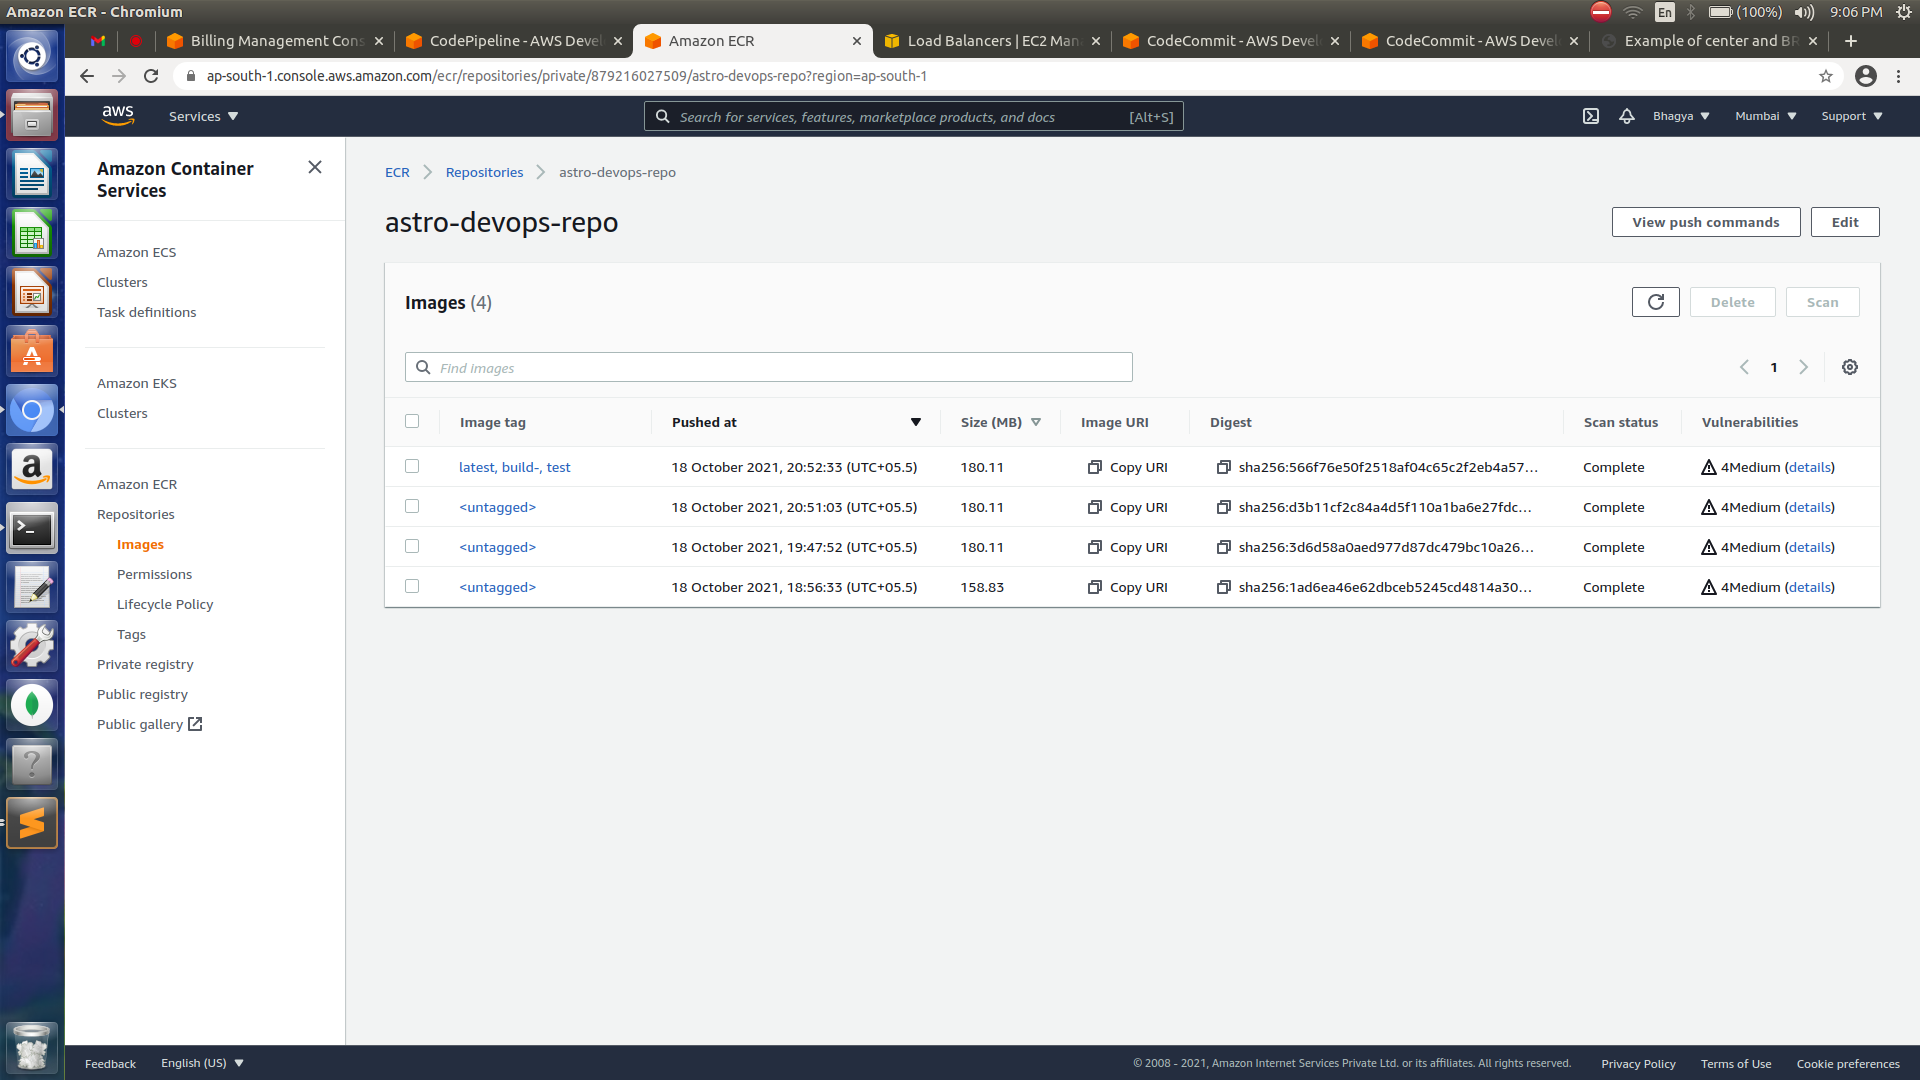 Amazon ECR - Chromium
En
(100%)
9:06 PM
Billing Management Cons
CodePipeline - AWS Devel
Amazon ECR
Load Balancers | EC2 Man
CodeCommit - AWS Devel
CodeCommit - AWS Devel
Example of center and BR
ap-south-1.console.aws.amazon.com/ecr/repositories/private/879216027509/astro-devops-repo?region=ap-south-1
aws
Services
Search for services, features, marketplace products, and docs
[Alt+S]
Bhagya
Mumbai
Support
Amazon Container
Services
Amazon ECS
Clusters
Task definitions
Amazon EKS
Clusters
Amazon ECR
Repositories
Images
Permissions
Lifecycle Policy
Tags
Private registry
Public registry
Public gallery
ECR
Repositories
astro-devops-repo
astro-devops-repo
View push commands
Edit
Images (4)
Delete
Scan
Find images
1
Image tag
Pushed at
Size (MB)
Image URI
Digest
Scan status
Vulnerabilities
latest, build-, test 18 October 2021, 20:52:33 (UTC+05.5) 180.11 Copy URI sha256:566f76e50f2518af04c65c2f2eb4a57... Complete 4Medium (details)
<untagged> 18 October 2021, 20:51:03 (UTC+05.5) 180.11 Copy URI sha256:d3b11cf2c84a4d5f110a1ba6e27fdc... Complete 4Medium (details)
<untagged> 18 October 2021, 19:47:52 (UTC+05.5) 180.11 Copy URI sha256:3d6d58a0aed977d87dc479bc10a26... Complete 4Medium (details)
<untagged> 18 October 2021, 18:56:33 (UTC+05.5) 158.83 Copy URI sha256:1ad6ea46e62dbceb5245cd4814a30... Complete 4Medium (details)
Feedback
English (US)
© 2008 - 2021, Amazon Internet Services Private Ltd. or its affiliates. All rights reserved.
Privacy Policy
Terms of Use
Cookie preferences